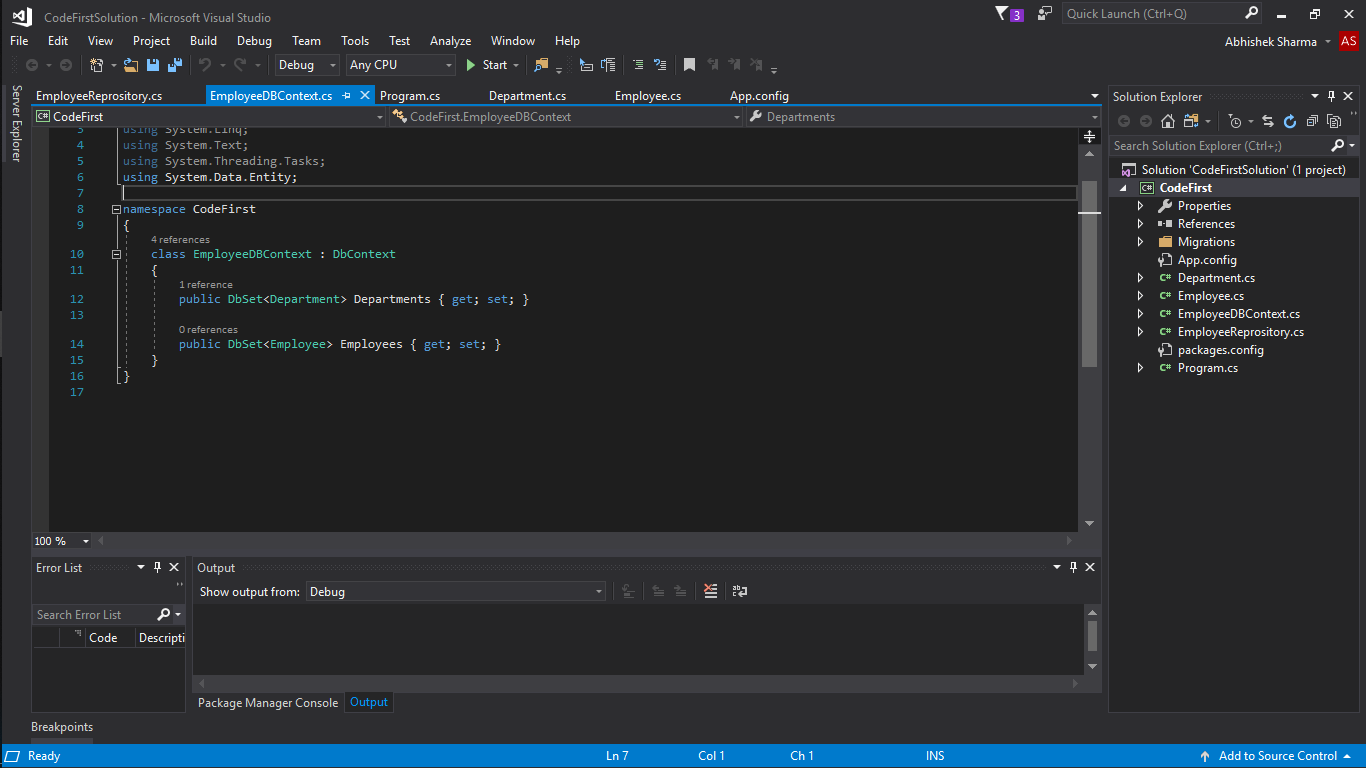 CodeFirstSolution - Microsoft Visual Studio
3
Quick Launch (Ctrl+Q)
File Edit View Project Build Debug Team Tools Test Analyze Window Help
Abhishek Sharma AS
Debug Any CPU Start
Server Explorer
EmployeeReprository.cs EmployeeDBContext.cs Program.cs Department.cs Employee.cs App.config
C# CodeFirst CodeFirst.EmployeeDBContext Departments
3 using System.Linq;
4 using System.Text;
5 using System.Threading.Tasks;
6 using System.Data.Entity;
7
8 namespace CodeFirst
9 {
4 references
10 class EmployeeDBContext : DbContext
11 {
1 reference
12 public DbSet<Department> Departments { get; set; }
13
0 references
14 public DbSet<Employee> Employees { get; set; }
15 }
16 }
17
100 %
Solution Explorer
Search Solution Explorer (Ctrl+;)
Solution 'CodeFirstSolution' (1 project)
C# CodeFirst
Properties
References
Migrations
App.config
C# Department.cs
C# Employee.cs
C# EmployeeDBContext.cs
C# EmployeeReprository.cs
packages.config
C# Program.cs
Error List
Search Error List
Code Descripti
Output
Show output from: Debug
Package Manager Console Output
Breakpoints
Ready Ln 7 Col 1 Ch 1 INS Add to Source Control